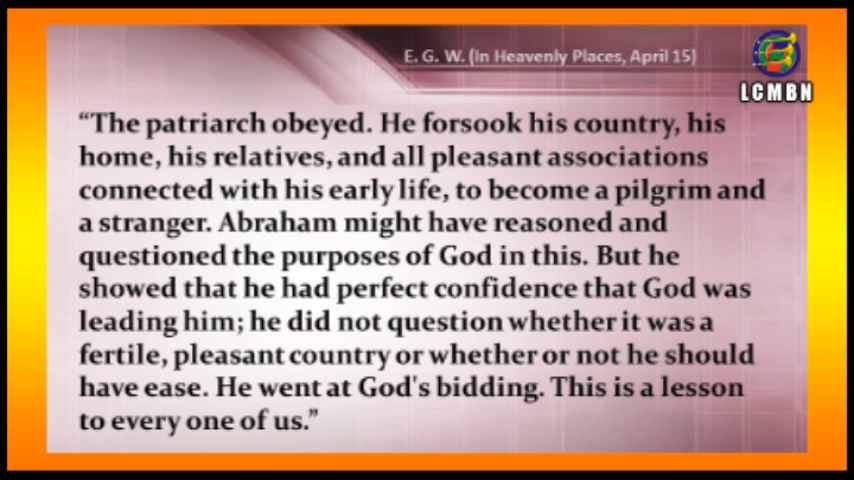 E. G. W. (In Heavenly Places, April 15)
LCMBN
“The patriarch obeyed. He forsook his country, his
home, his relatives, and all pleasant associations
connected with his early life, to become a pilgrim and
a stranger. Abraham might have reasoned and
questioned the purposes of God in this. But he
showed that he had perfect confidence that God was
leading him; he did not question whether it was a
fertile, pleasant country or whether or not he should
have ease. He went at God's bidding. This is a lesson
to every one of us.”